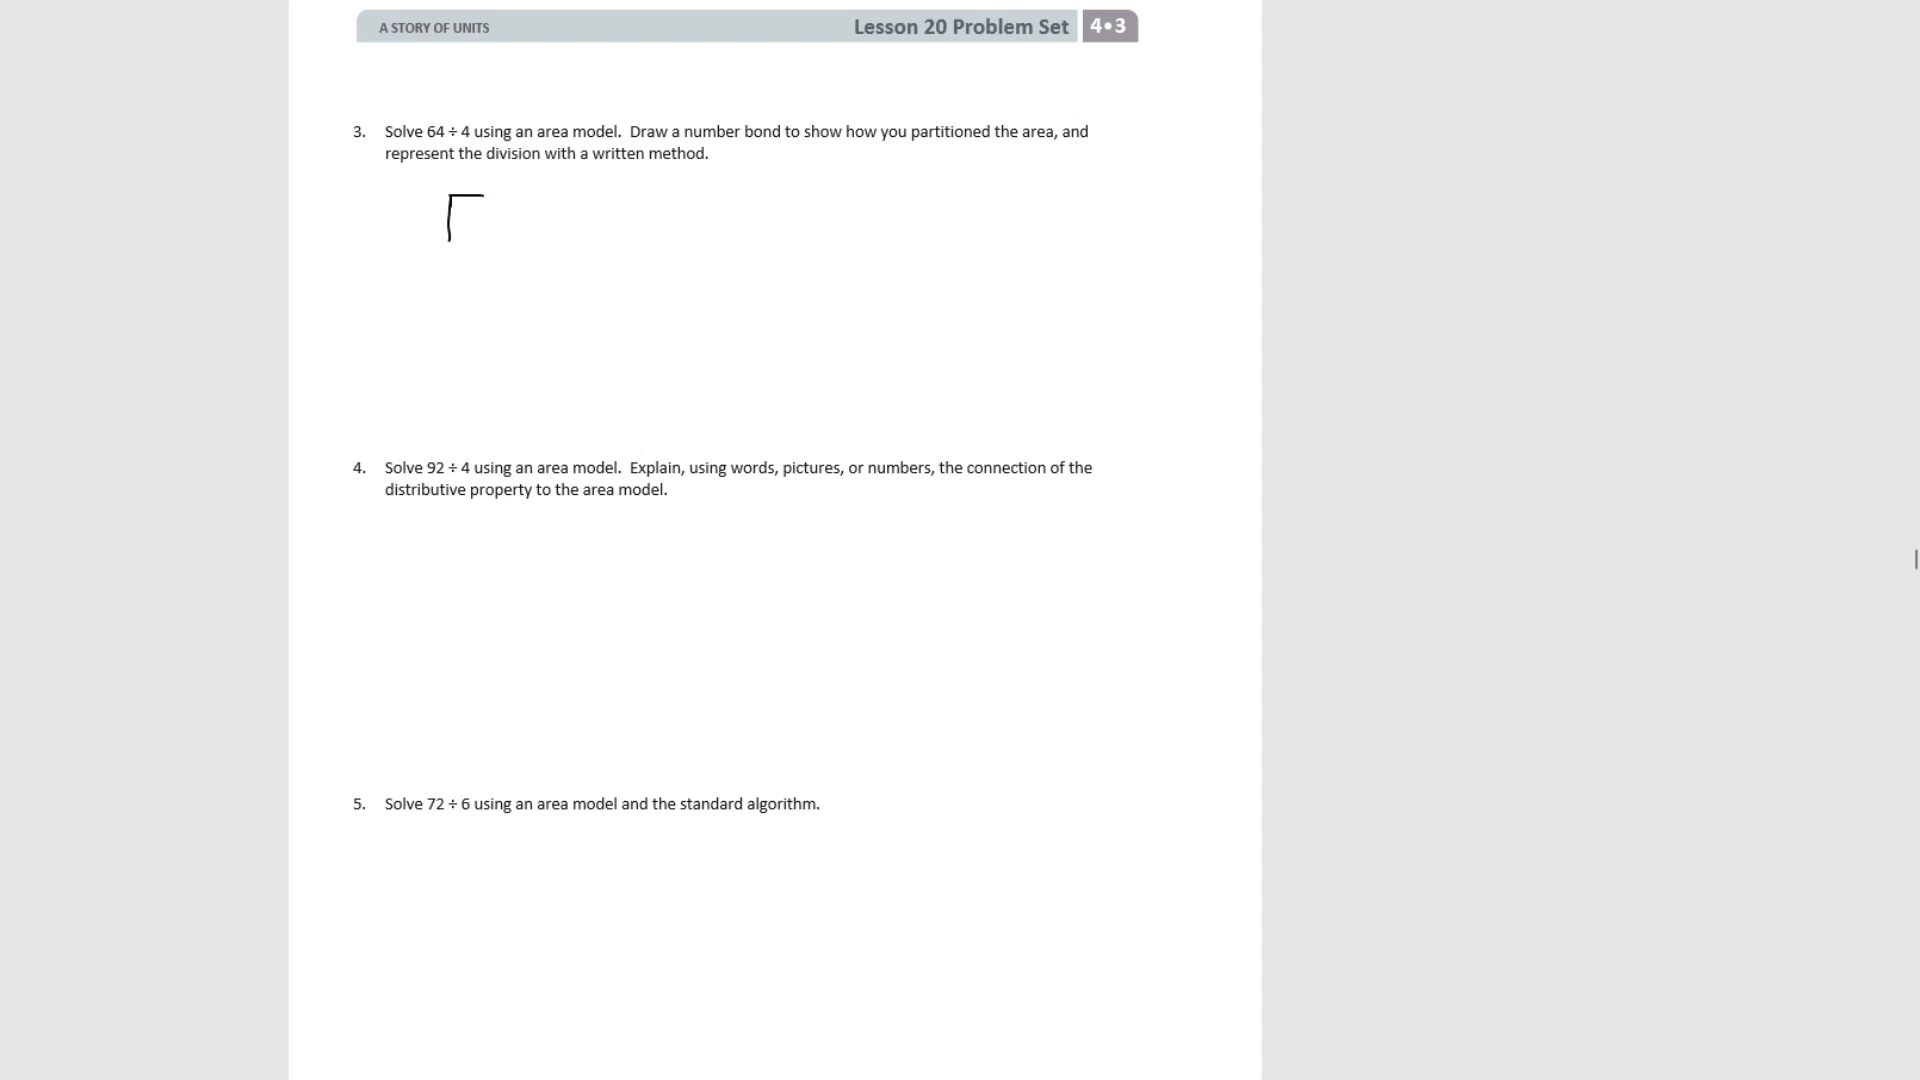 A STORY OF UNITS
Lesson 20 Problem Set 4•3
3. Solve 64 ÷ 4 using an area model. Draw a number bond to show how you partitioned the area, and
represent the division with a written method.
4. Solve 92 ÷ 4 using an area model. Explain, using words, pictures, or numbers, the connection of the
distributive property to the area model.
5. Solve 72 ÷ 6 using an area model and the standard algorithm.